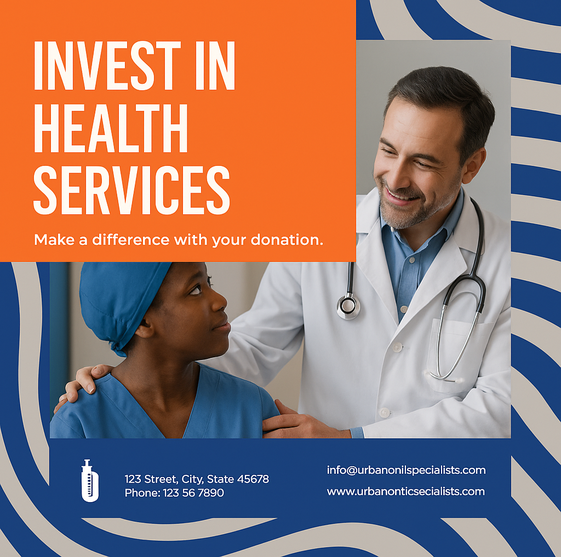 INVEST IN
HEALTH
SERVICES
Make a difference with your donation.
123 Street, City, State 45678
Phone: 123 56 7890
info@urbanonilspecialists.com
www.urbanonticsecialists.com